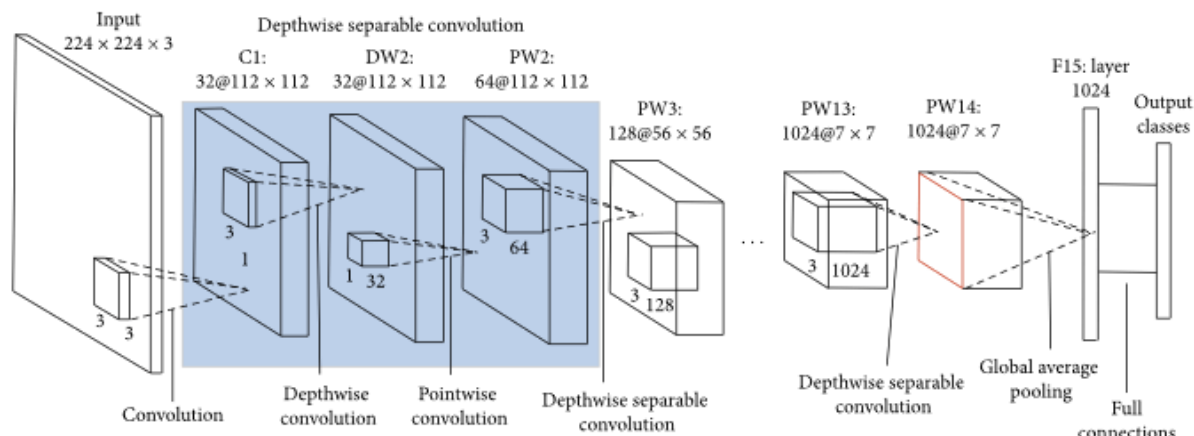 Input
224 × 224 × 3
Depthwise separable convolution
C1:
32@112 × 112
DW2:
32@112 × 112
PW2:
64@112 × 112
PW3:
128@56 × 56
PW13:
1024@7 × 7
PW14:
1024@7 × 7
F15: layer
1024
Output
classes
3
3
3
1
1
32
3
64
3
128
...
3
1024
Convolution
Depthwise
convolution
Pointwise
convolution
Depthwise separable
convolution
Depthwise separable
convolution
Global average
pooling
Full
connections